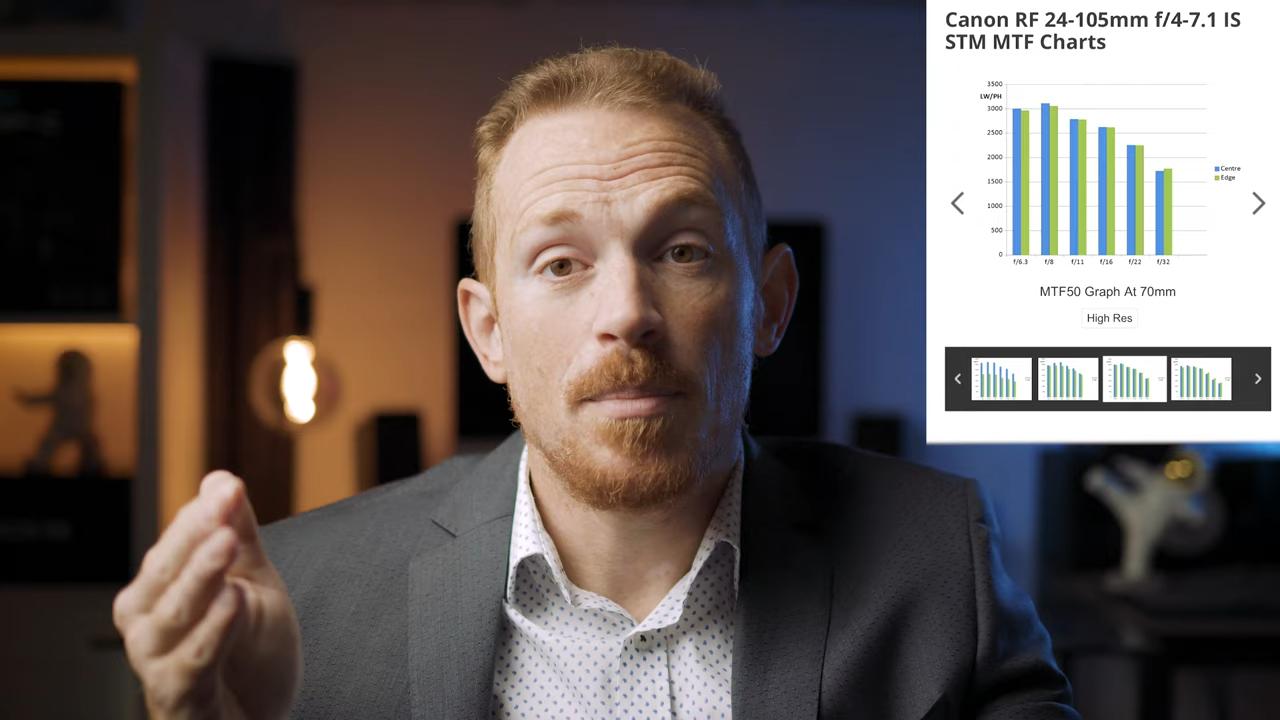 Canon RF 24-105mm f/4-7.1 IS
STM MTF Charts
3500
LW/PH
3000
2500
2000
1500
1000
500
0
f/6.3 f/8 f/11 f/16 f/22 f/32
Centre
Edge
MTF50 Graph At 70mm
High Res